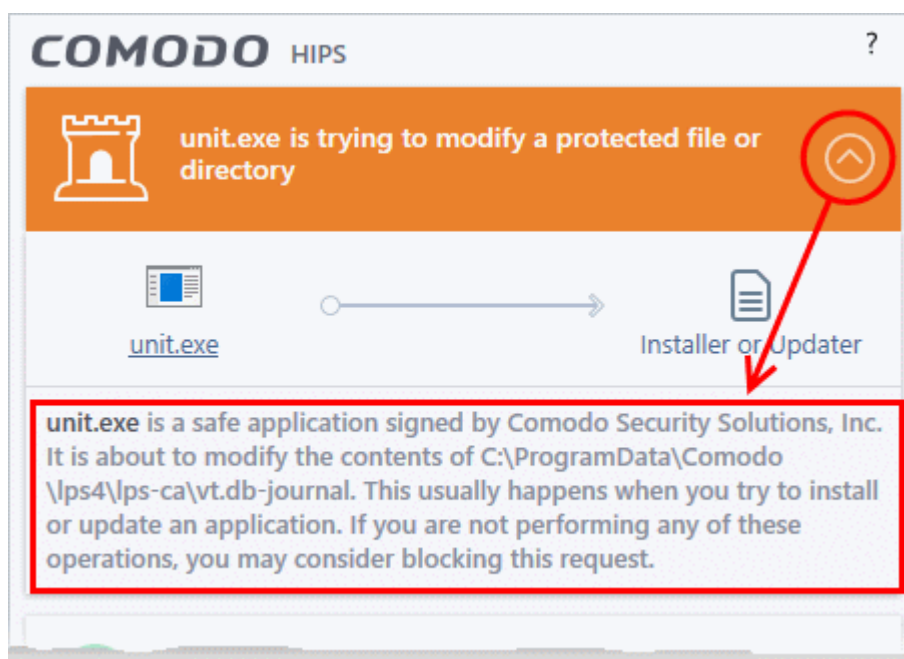 COMODO HIPS ?
unit.exe is trying to modify a protected file or
directory
unit.exe
Installer or Updater
unit.exe is a safe application signed by Comodo Security Solutions, Inc.
It is about to modify the contents of C:\ProgramData\Comodo
\lps4\lps-ca\vt.db-journal. This usually happens when you try to install
or update an application. If you are not performing any of these
operations, you may consider blocking this request.